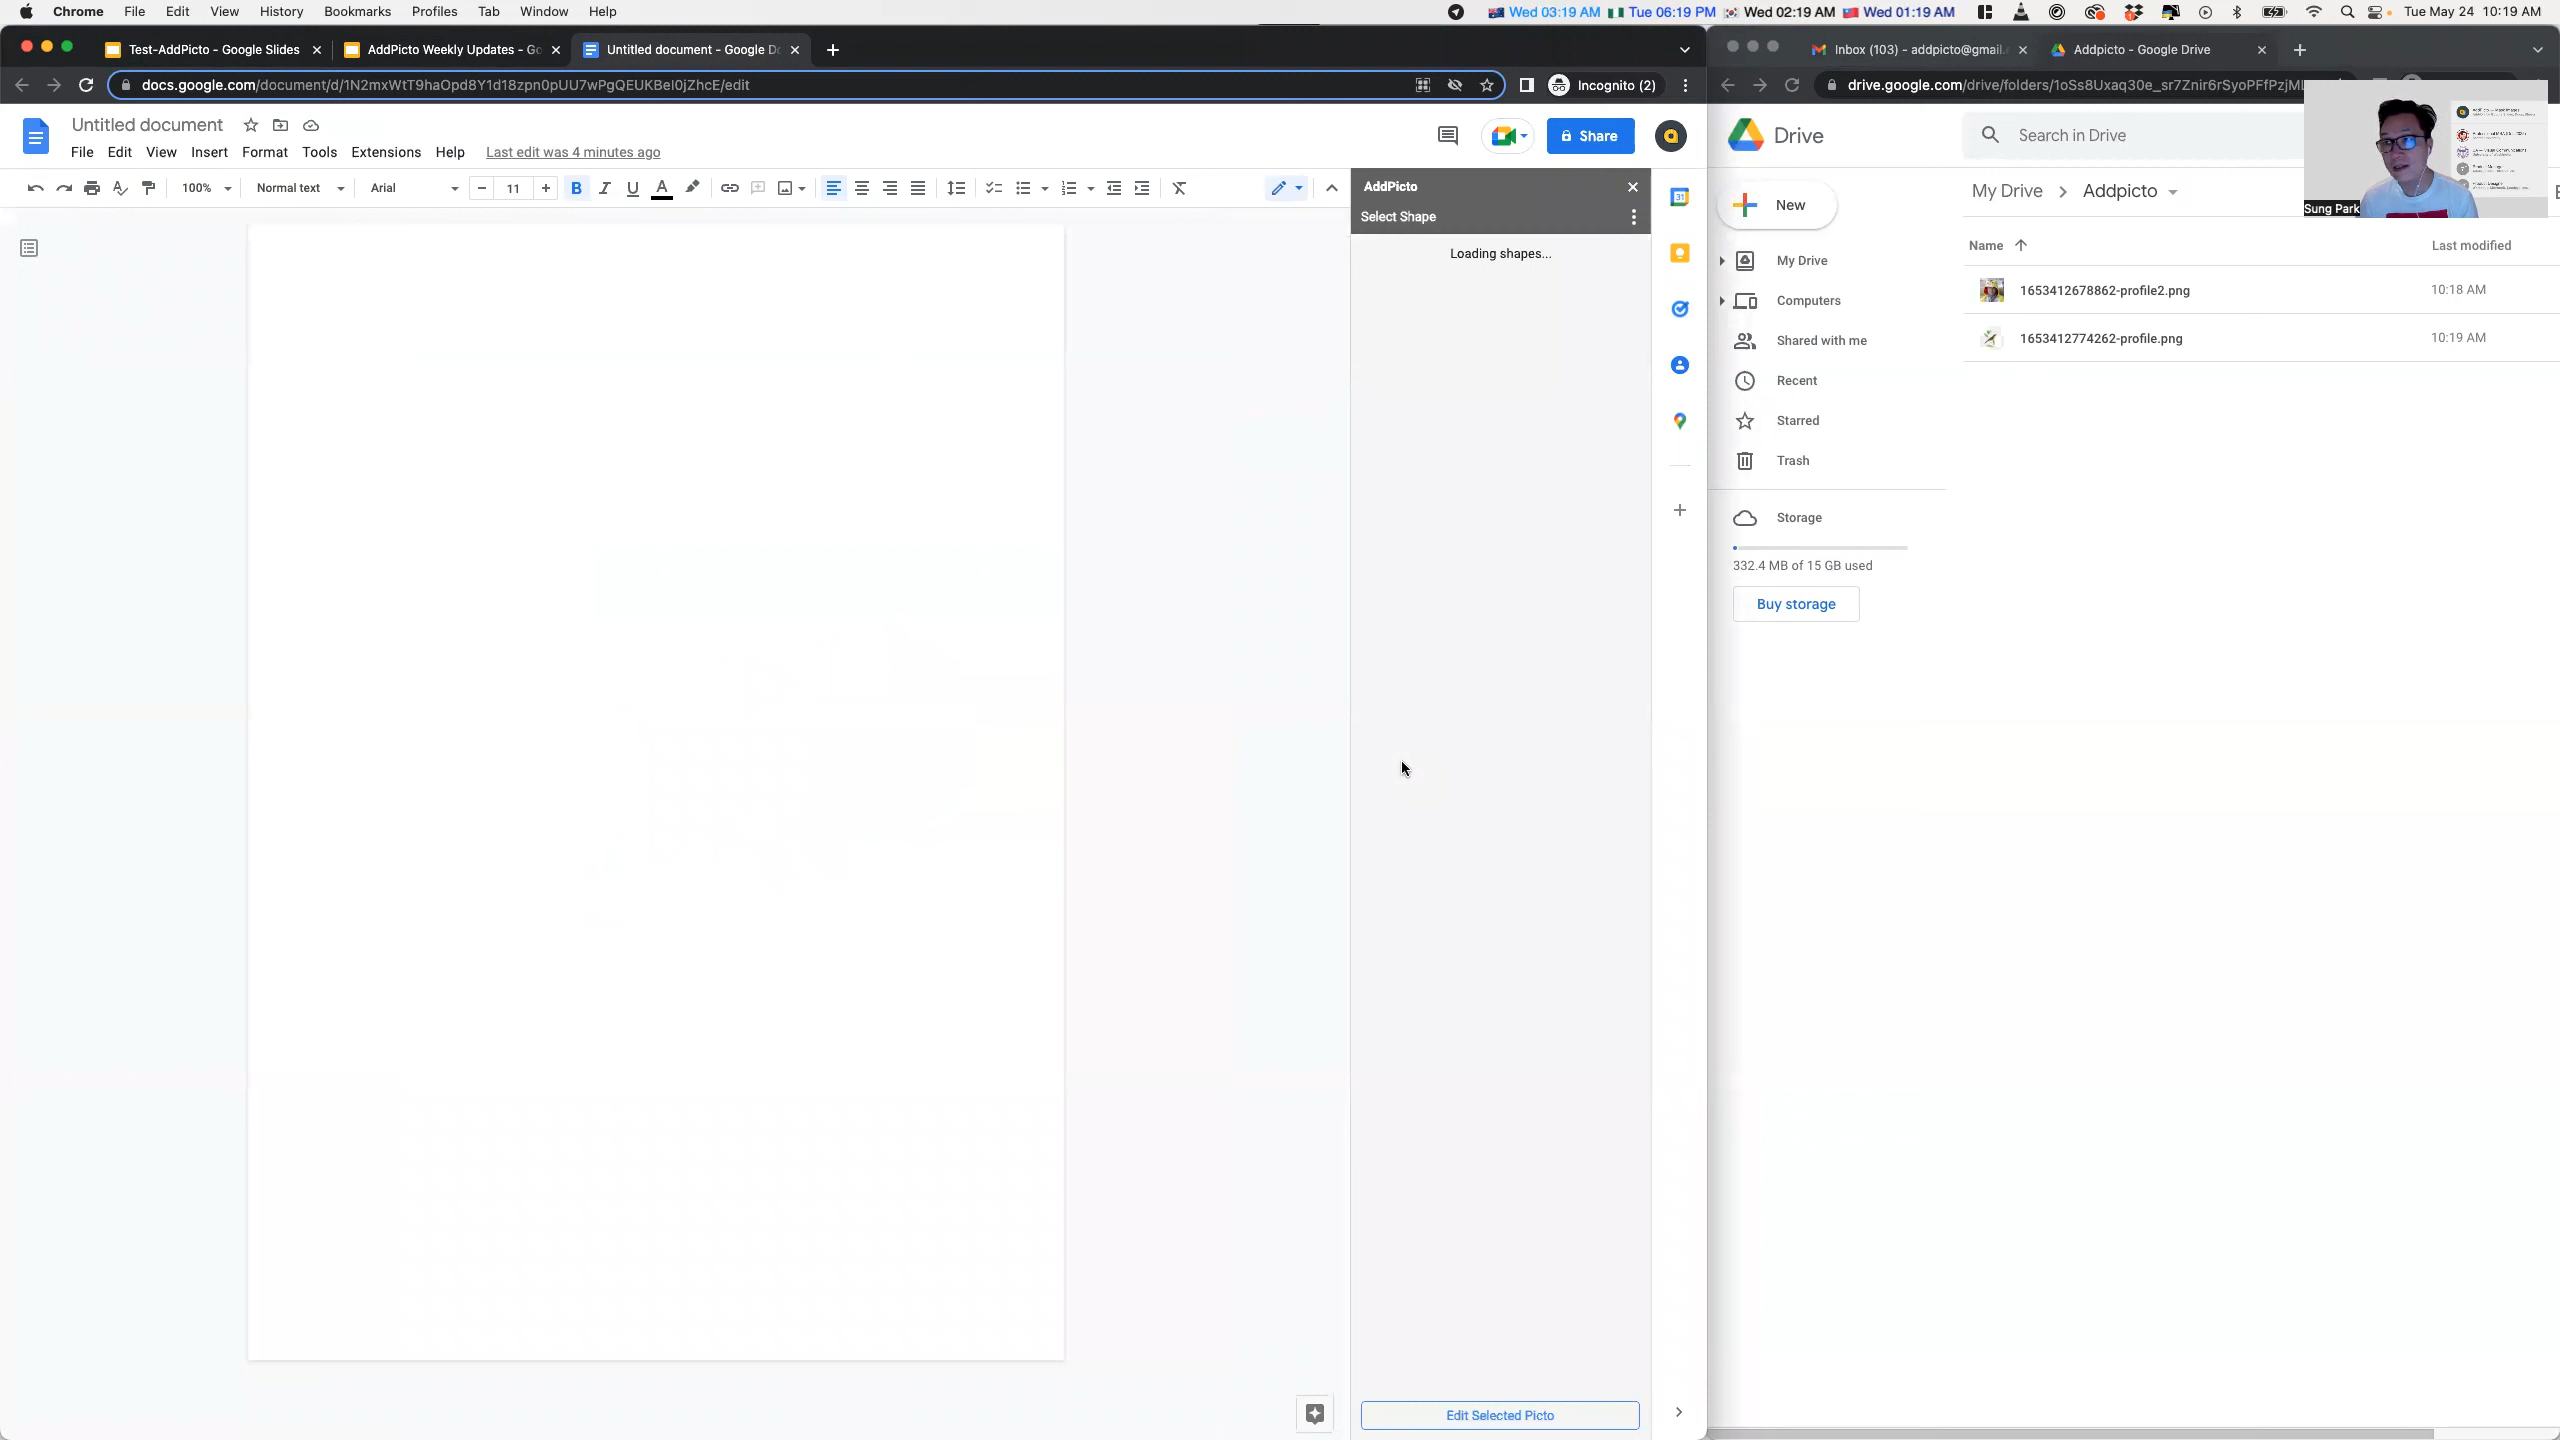 Chrome File Edit View History Bookmarks Profiles Tab Window Help
Wed 03:19 AM Tue 06:19 PM Wed 02:19 AM Wed 01:19 AM Tue May 24 10:19 AM
Test-AddPicto - Google Slides AddPicto Weekly Updates - Go Untitled document - Google Do
docs.google.com/document/d/1N2mxWtT9haOpd8Y1d18zpn0pUU7wPgQEUKBeI0jZhcE/edit Incognito (2)
Untitled document
File Edit View Insert Format Tools Extensions Help Last edit was 4 minutes ago
Share
100% Normal text Arial 11
AddPicto
Select Shape
Loading shapes...
Edit Selected Picto
Inbox (103) - addpicto@gmail. Addpicto - Google Drive
drive.google.com/drive/folders/1oSs8Uxaq30e_sr7Znir6rSyoPFfPzjML
Drive Search in Drive
Sung Park
New My Drive Addpicto
Name Last modified
My Drive
Computers
Shared with me
Recent
Starred
Trash
Storage
332.4 MB of 15 GB used
Buy storage
1653412678862-profile2.png 10:18 AM
1653412774262-profile.png 10:19 AM